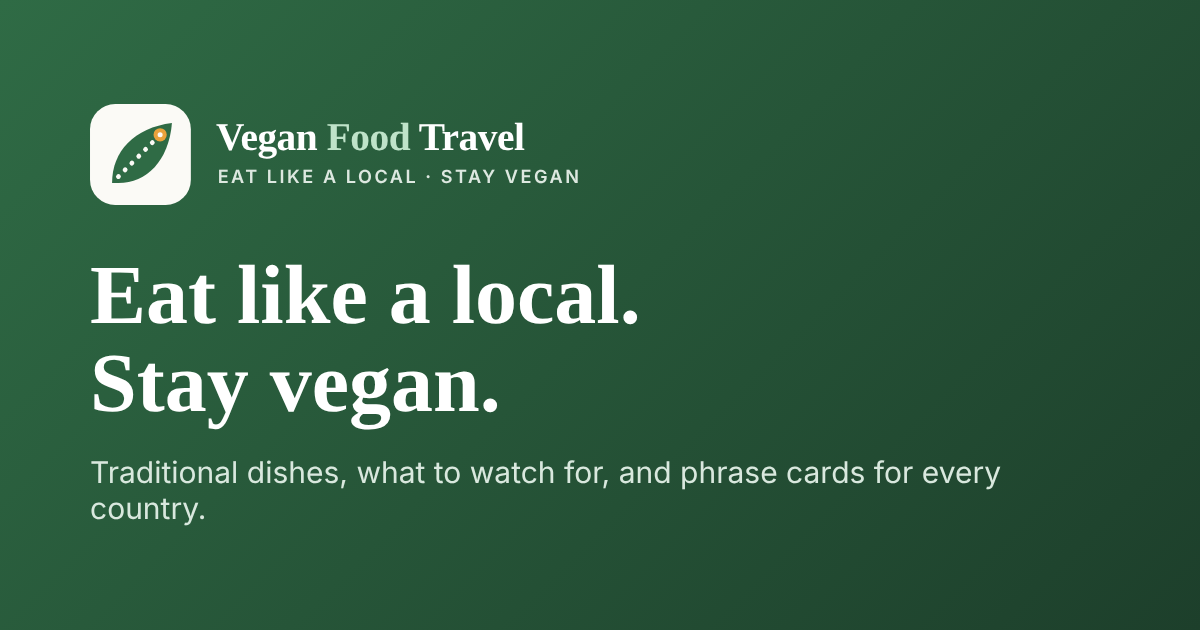 Vegan Food Travel
EAT LIKE A LOCAL · STAY VEGAN
Eat like a local.
Stay vegan.
Traditional dishes, what to watch for, and phrase cards for every
country.